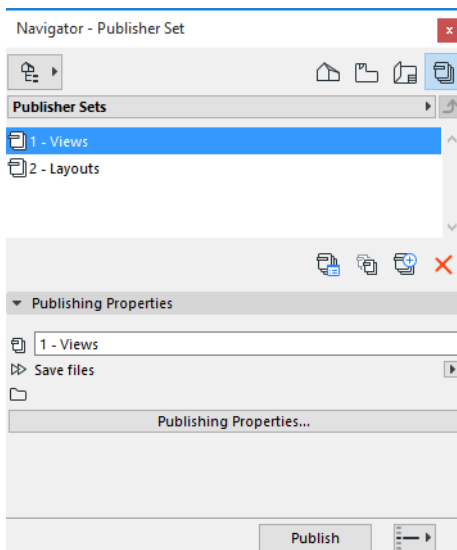 Navigator - Publisher Set
Publisher Sets
1 - Views
2 - Layouts
Publishing Properties
1 - Views
Save files
Publishing Properties...
Publish